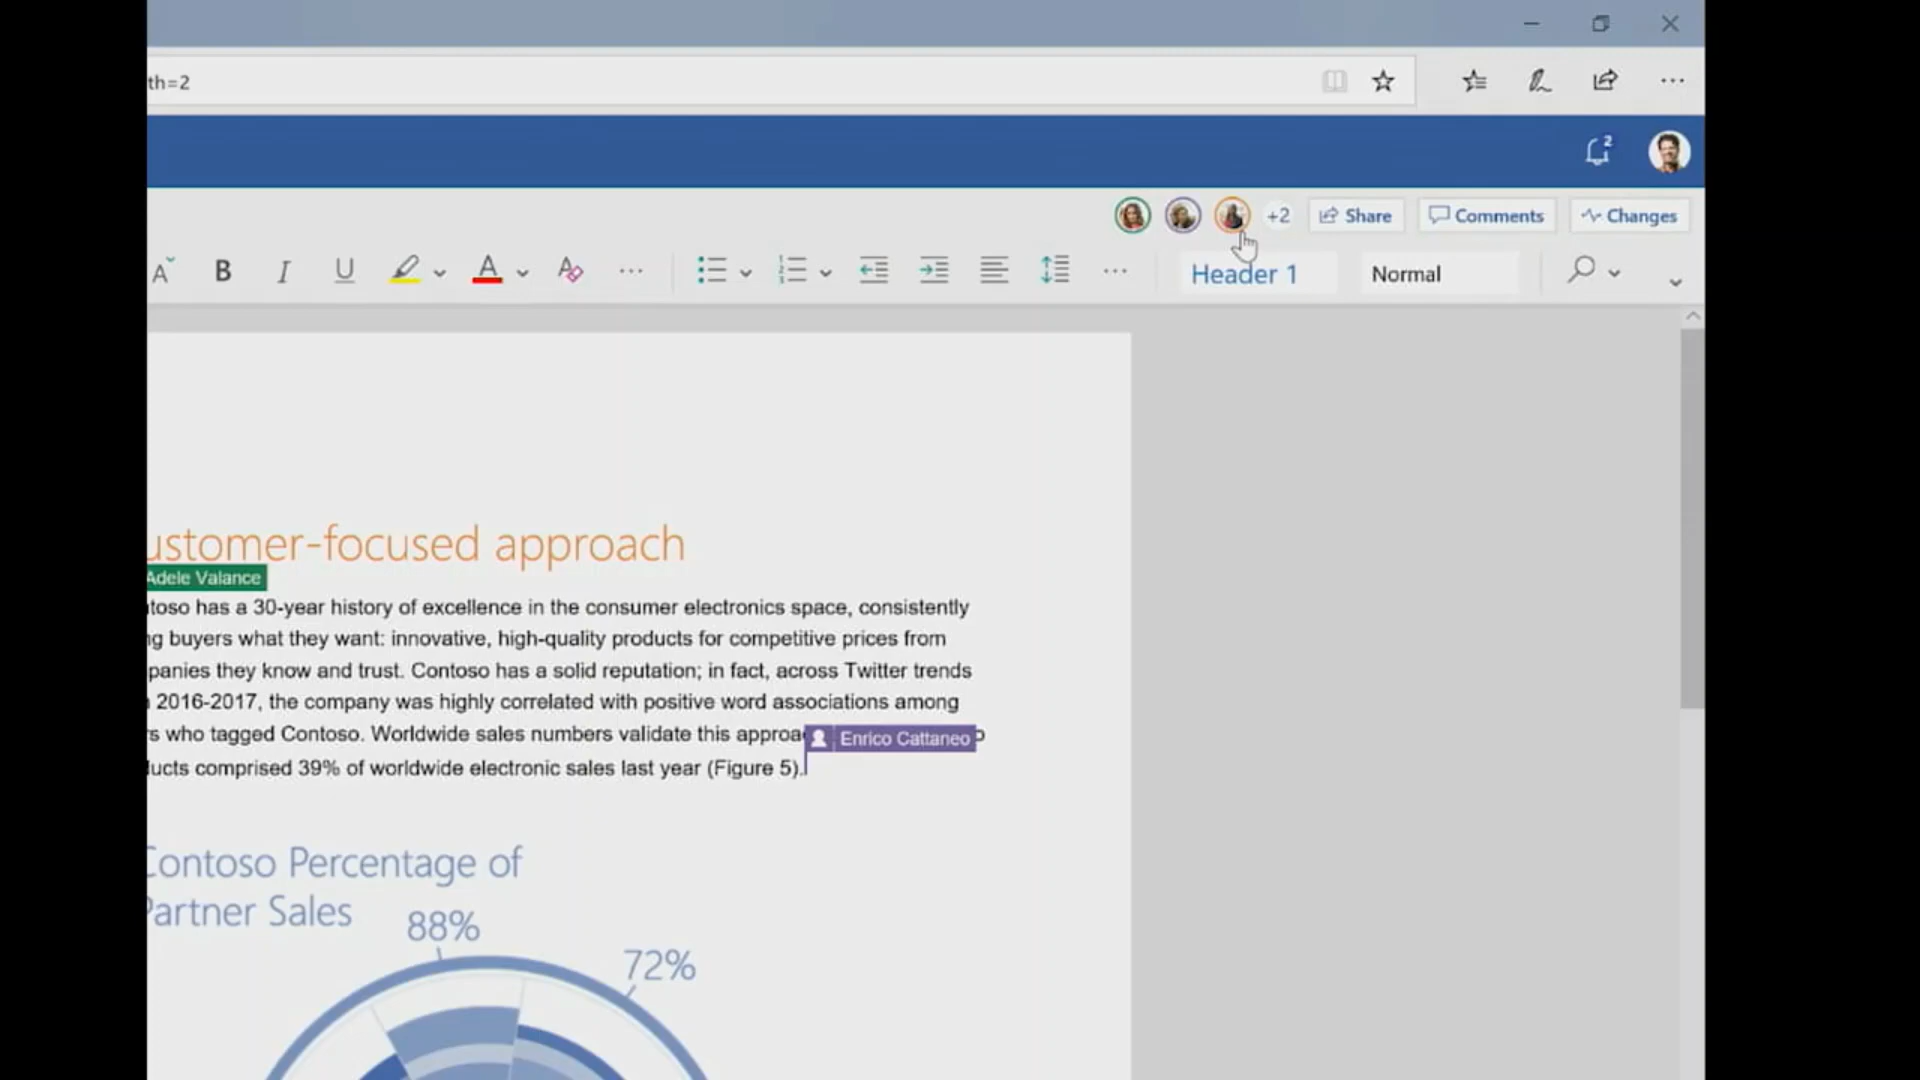 th=2
2
+2 Share Comments Changes
A B I U A A Header 1 Normal
ustomer-focused approach
Adele Valance
toso has a 30-year history of excellence in the consumer electronics space, consistently
ng buyers what they want: innovative, high-quality products for competitive prices from
panies they know and trust. Contoso has a solid reputation; in fact, across Twitter trends
2016-2017, the company was highly correlated with positive word associations among
rs who tagged Contoso. Worldwide sales numbers validate this approa
Enrico Cattaneo
ucts comprised 39% of worldwide electronic sales last year (Figure 5).
Contoso Percentage of
Partner Sales
88%
72%